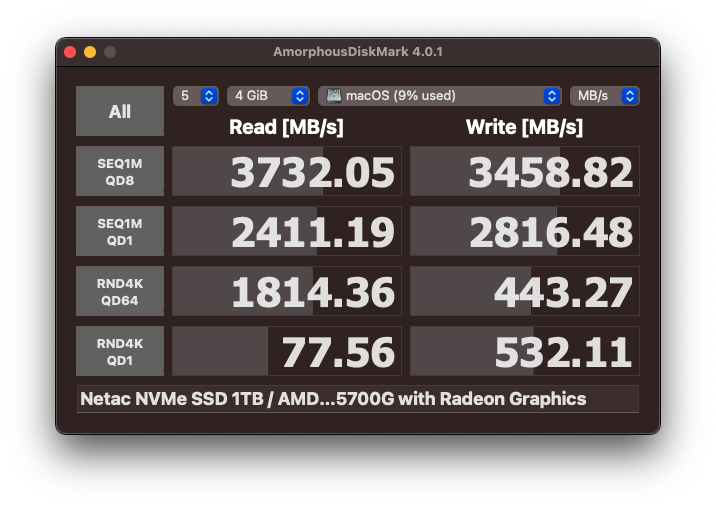 AmorphousDiskMark 4.0.1
All
5
4 GiB
macOS (9% used)
MB/s
Read [MB/s]
Write [MB/s]
SEQ1M
QD8
3732.05
3458.82
SEQ1M
QD1
2411.19
2816.48
RND4K
QD64
1814.36
443.27
RND4K
QD1
77.56
532.11
Netac NVMe SSD 1TB / AMD...5700G with Radeon Graphics